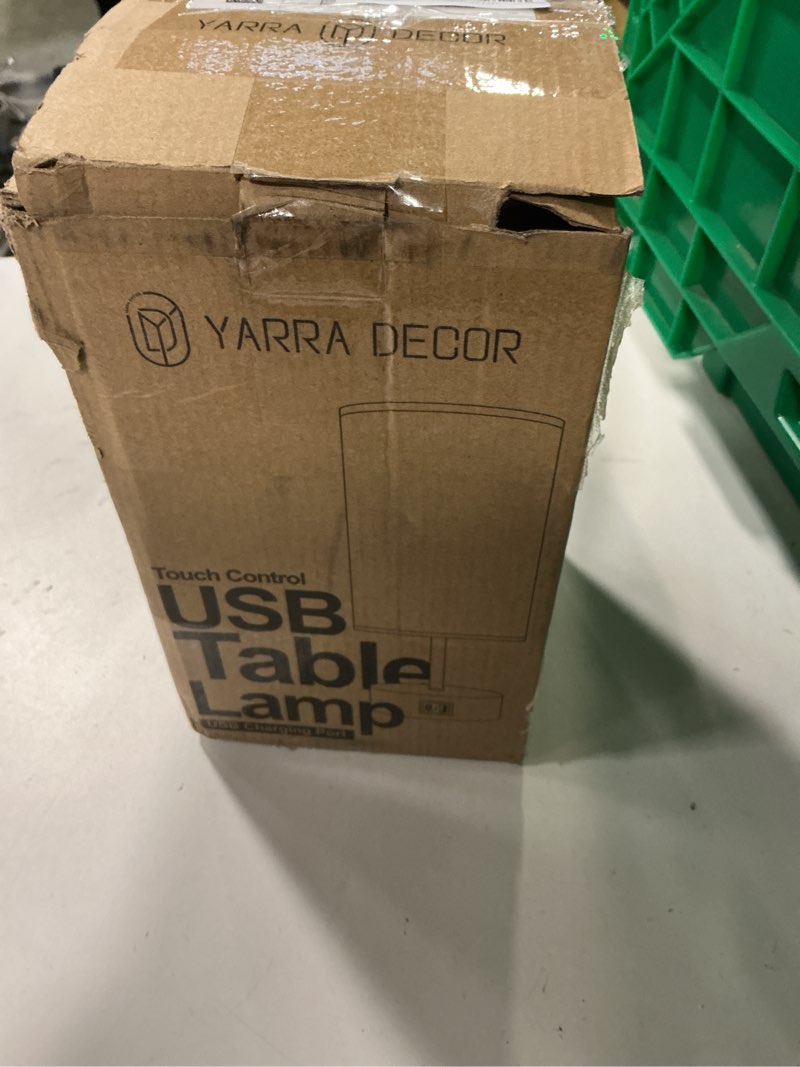 YARRA DECOR
YARRA DECOR
Touch Control
USB
Table
Lamp
USB Charging Port